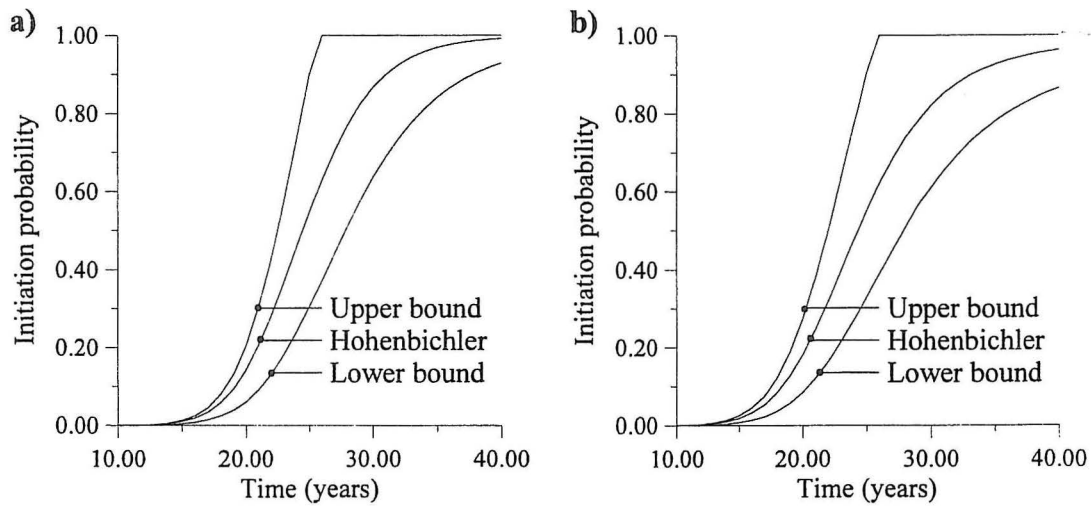 a)
1.00
0.80
0.60
0.40
0.20
0.00
Initiation probability
Upper bound
Hohenbichler
Lower bound
10.00 20.00 30.00 40.00
Time (years)
b)
1.00
0.80
0.60
0.40
0.20
0.00
Initiation probability
Upper bound
Hohenbichler
Lower bound
10.00 20.00 30.00 40.00
Time (years)